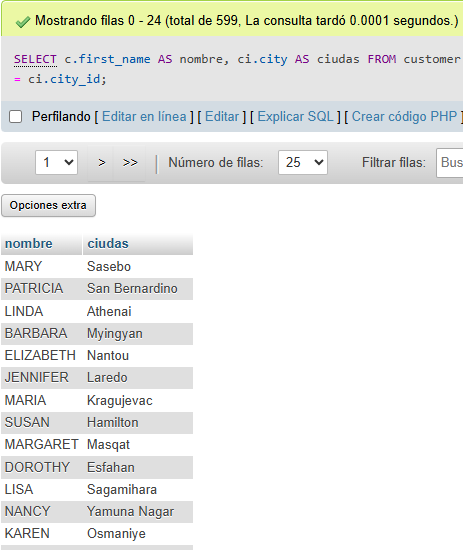 Mostrando filas 0 - 24 (total de 599, La consulta tardó 0.0001 segundos.)
SELECT c.first_name AS nombre, ci.city AS ciudas FROM customer
= ci.city_id;
Perfilando [ Editar en línea ] [ Editar ] [ Explicar SQL ] [ Crear código PHP ]
1 > >> | Número de filas: 25 Filtrar filas: Bus
Opciones extra
nombre ciudas
MARY Sasebo
PATRICIA San Bernardino
LINDA Athenai
BARBARA Myingyan
ELIZABETH Nantou
JENNIFER Laredo
MARIA Kragujevac
SUSAN Hamilton
MARGARET Masqat
DOROTHY Esfahan
LISA Sagamihara
NANCY Yamuna Nagar
KAREN Osmaniye